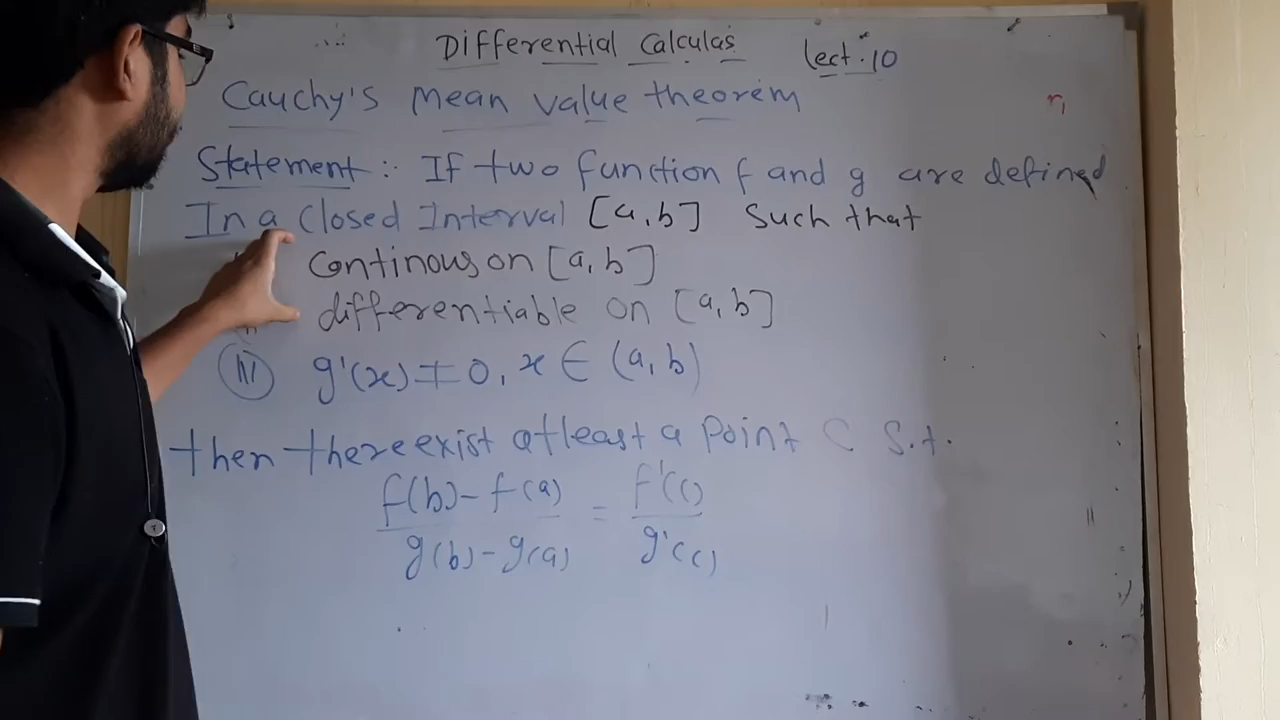 Differential Calculas Lect. 10
Cauchy's mean value theorem
Statement :- If two function f and g are defined
In a closed Interval [a, b] such that
continous on [a, b]
differentiable on [a, b]
(iii) g'(x) ≠ 0, x ∈ (a, b)
then there exist atleast a point C s.t.
f(b) - f(a) / g(b) - g(a) = f'(c) / g'(c)